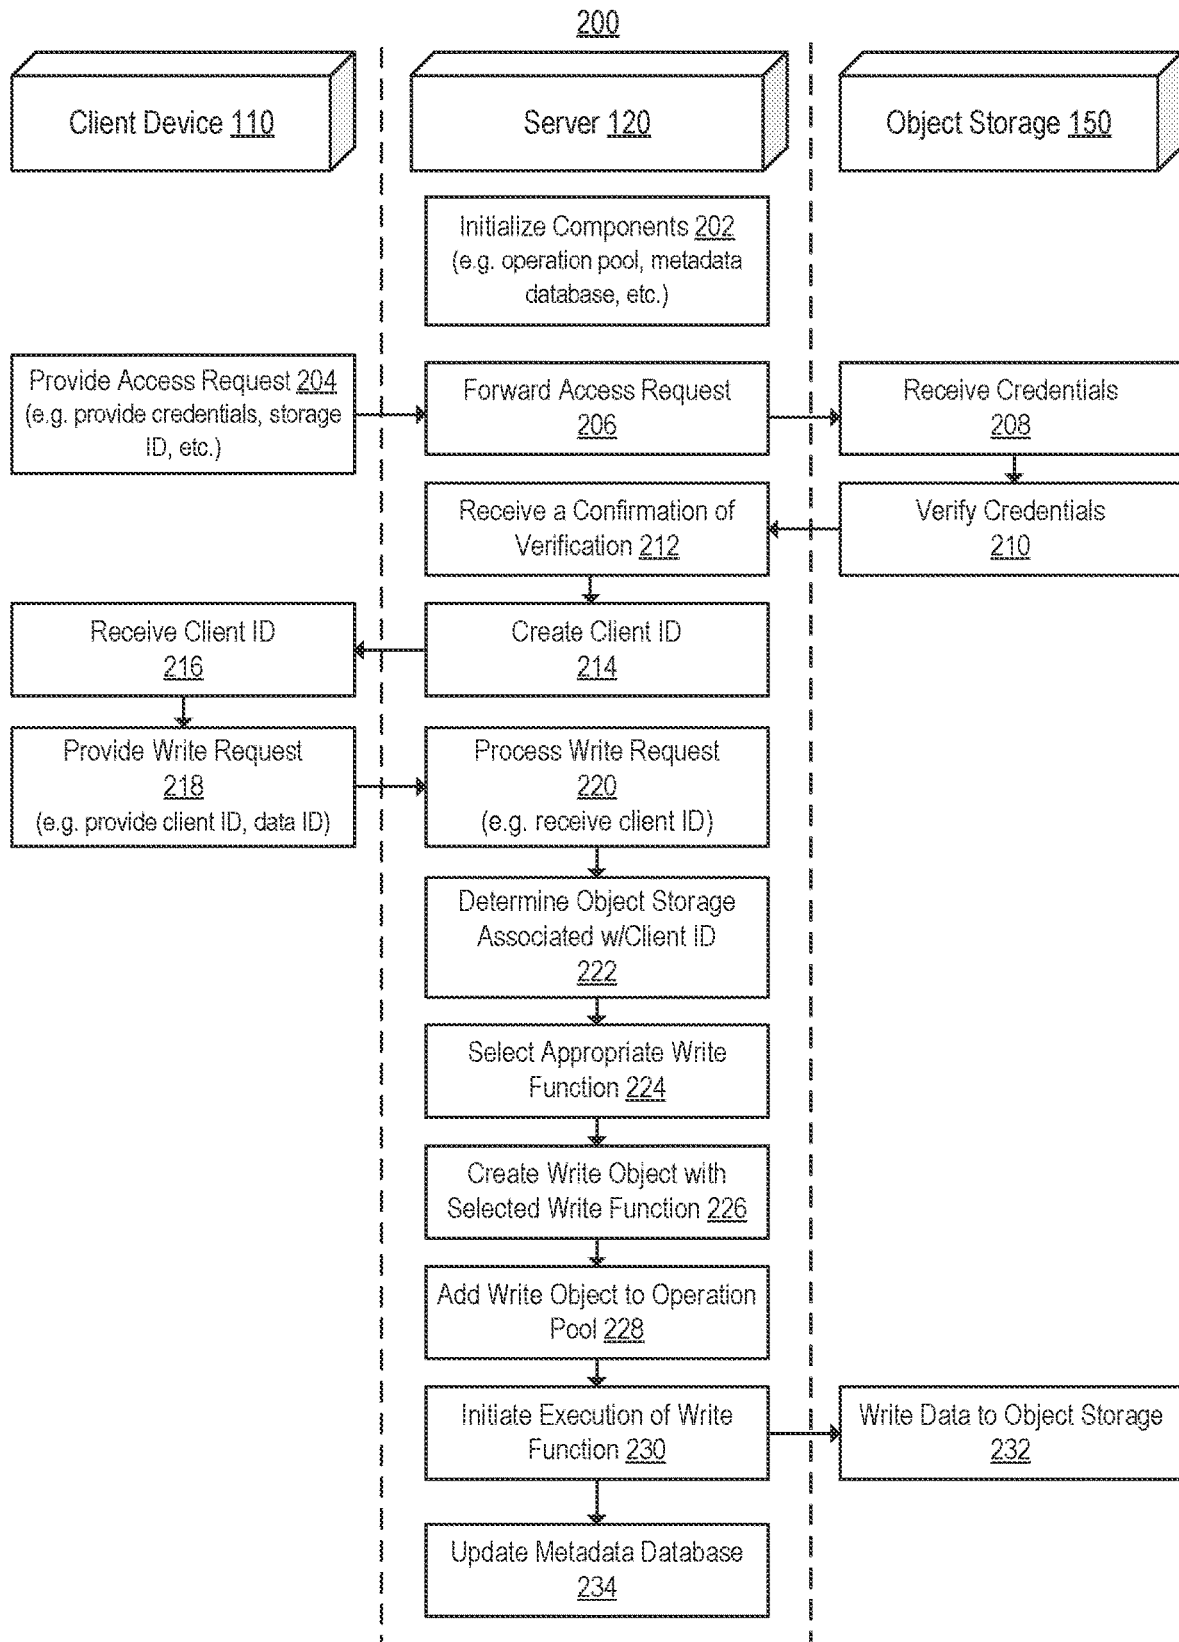 200
Client Device 110
Server 120
Object Storage 150
Initialize Components 202
(e.g. operation pool, metadata
database, etc.)
Provide Access Request 204
(e.g. provide credentials, storage
ID, etc.)
Forward Access Request
206
Receive Credentials
208
Receive a Confirmation of
Verification 212
Verify Credentials
210
Receive Client ID
216
Create Client ID
214
Provide Write Request
218
(e.g. provide client ID, data ID)
Process Write Request
220
(e.g. receive client ID)
Determine Object Storage
Associated w/Client ID
222
Select Appropriate Write
Function 224
Create Write Object with
Selected Write Function 226
Add Write Object to Operation
Pool 228
Initiate Execution of Write
Function 230
Write Data to Object Storage
232
Update Metadata Database
234